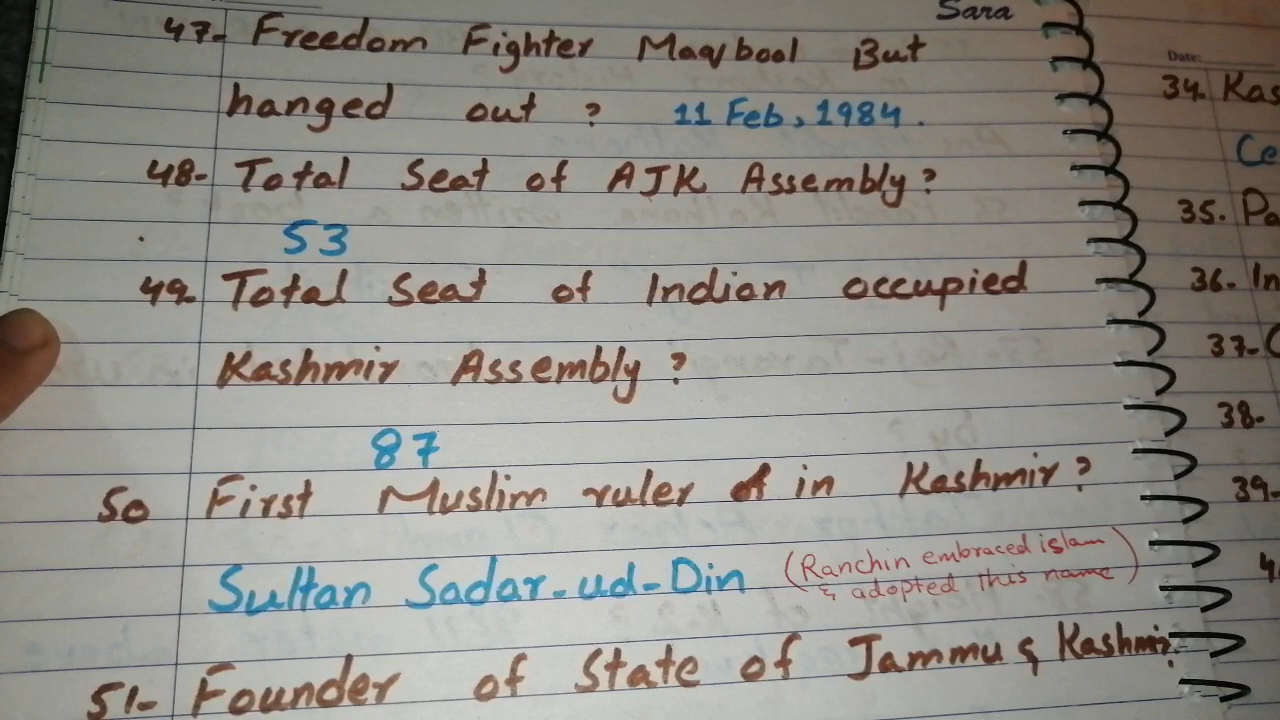 Sara
47- Freedom Fighter Maqbool But
hanged out ? 11 Feb, 1984.
48- Total Seat of AJK Assembly?
53
49- Total Seat of Indian occupied
Kashmir Assembly?
87
50 First Muslim ruler in Kashmir?
Sultan Sadar-ud-Din (Ranchin embraced islam
& adopted this name)
51- Founder of State of Jammu & Kashmir?
Date:
34. Kas
Ce
35. Pa
36- In
37- C
38-
39-